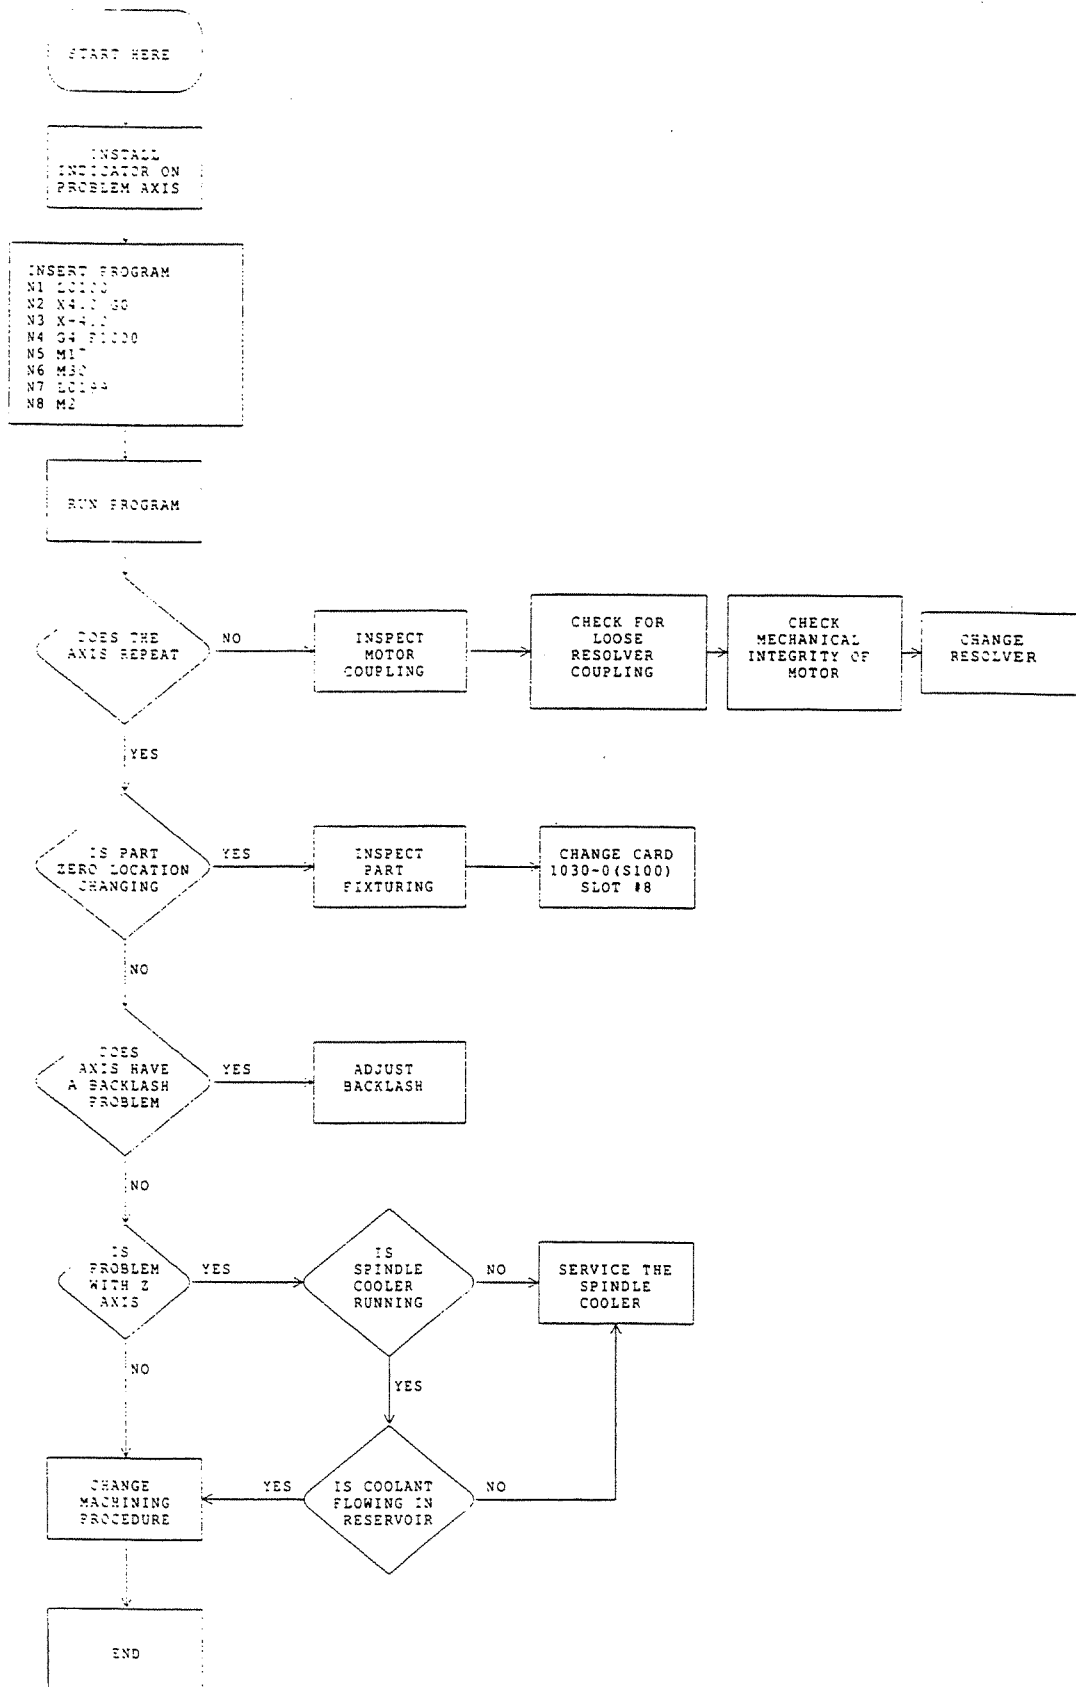 START HERE
INSTALL
INDICATOR ON
PROBLEM AXIS
INSERT PROGRAM
N1
N2 G0
N3
N4 G4
N5 M17
N6 M30
N7
N8 M2
RUN PROGRAM
DOES THE
AXIS REPEAT
NO
INSPECT
MOTOR
COUPLING
CHECK FOR
LOOSE
RESOLVER
COUPLING
CHECK
MECHANICAL
INTEGRITY OF
MOTOR
CHANGE
RESOLVER
YES
IS PART
ZERO LOCATION
CHANGING
YES
INSPECT
PART
FIXTURING
CHANGE CARD
1030-0(S100)
SLOT #8
NO
DOES
AXIS HAVE
A BACKLASH
PROBLEM
YES
ADJUST
BACKLASH
NO
IS
PROBLEM
WITH Z
AXIS
YES
IS
SPINDLE
COOLER
RUNNING
NO
SERVICE THE
SPINDLE
COOLER
NO
YES
CHANGE
MACHINING
PROCEDURE
YES
IS COOLANT
FLOWING IN
RESERVOIR
NO
END